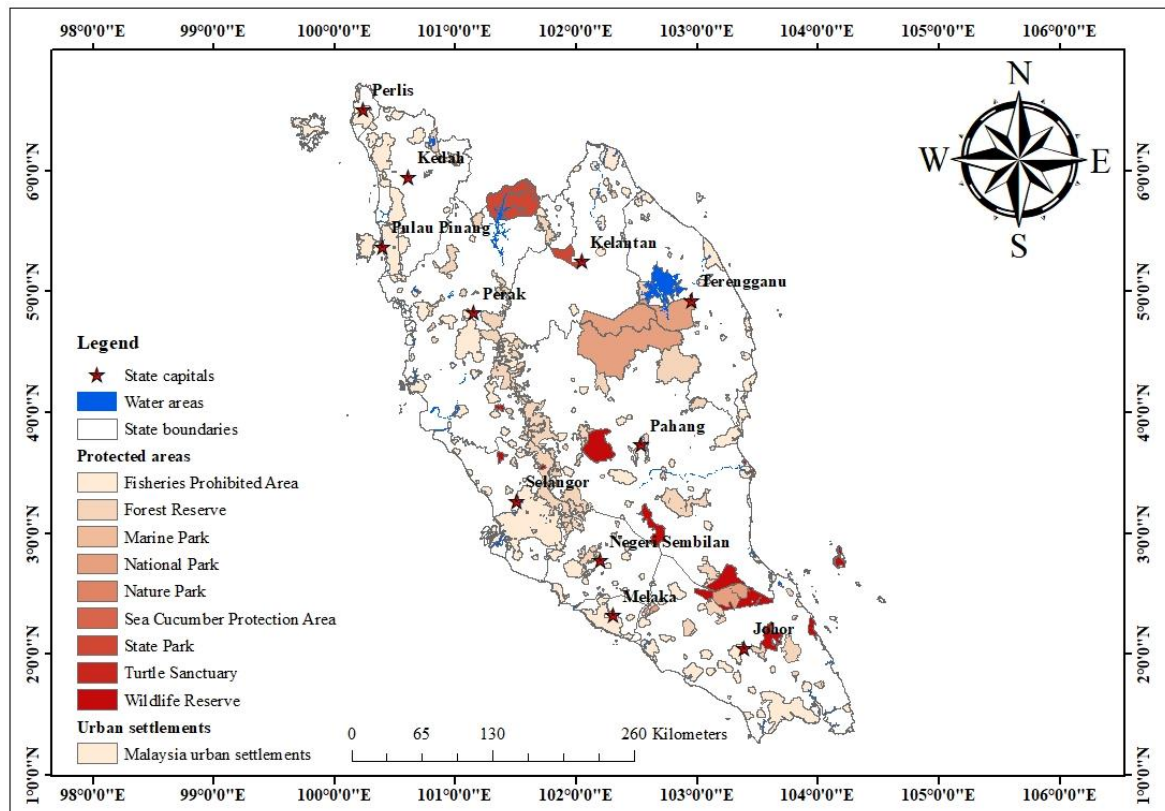 98°0'0"E 99°0'0"E 100°0'0"E 101°0'0"E 102°0'0"E 103°0'0"E 104°0'0"E 105°0'0"E 106°0'0"E
N
W
E
S
Perlis
6°0'0"N
Kedah
6°0'0"N
Pulau Pinang
Kelantan
5°0'0"N
Perak
Terengganu
5°0'0"N
Legend
State capitals
Water areas
State boundaries
4°0'0"N
Pahang
4°0'0"N
Protected areas
Fisheries Prohibited Area
Selangor
Forest Reserve
3°0'0"N
Marine Park
Negeri Sembilan
3°0'0"N
National Park
Nature Park
Melaka
Sea Cucumber Protection Area
Johor
2°0'0"N
State Park
2°0'0"N
Turtle Sanctuary
Wildlife Reserve
Urban settlements
Malaysia urban settlements
0 65 130 260 Kilometers
1°0'0"N
1°0'0"N
98°0'0"E 99°0'0"E 100°0'0"E 101°0'0"E 102°0'0"E 103°0'0"E 104°0'0"E 105°0'0"E 106°0'0"E